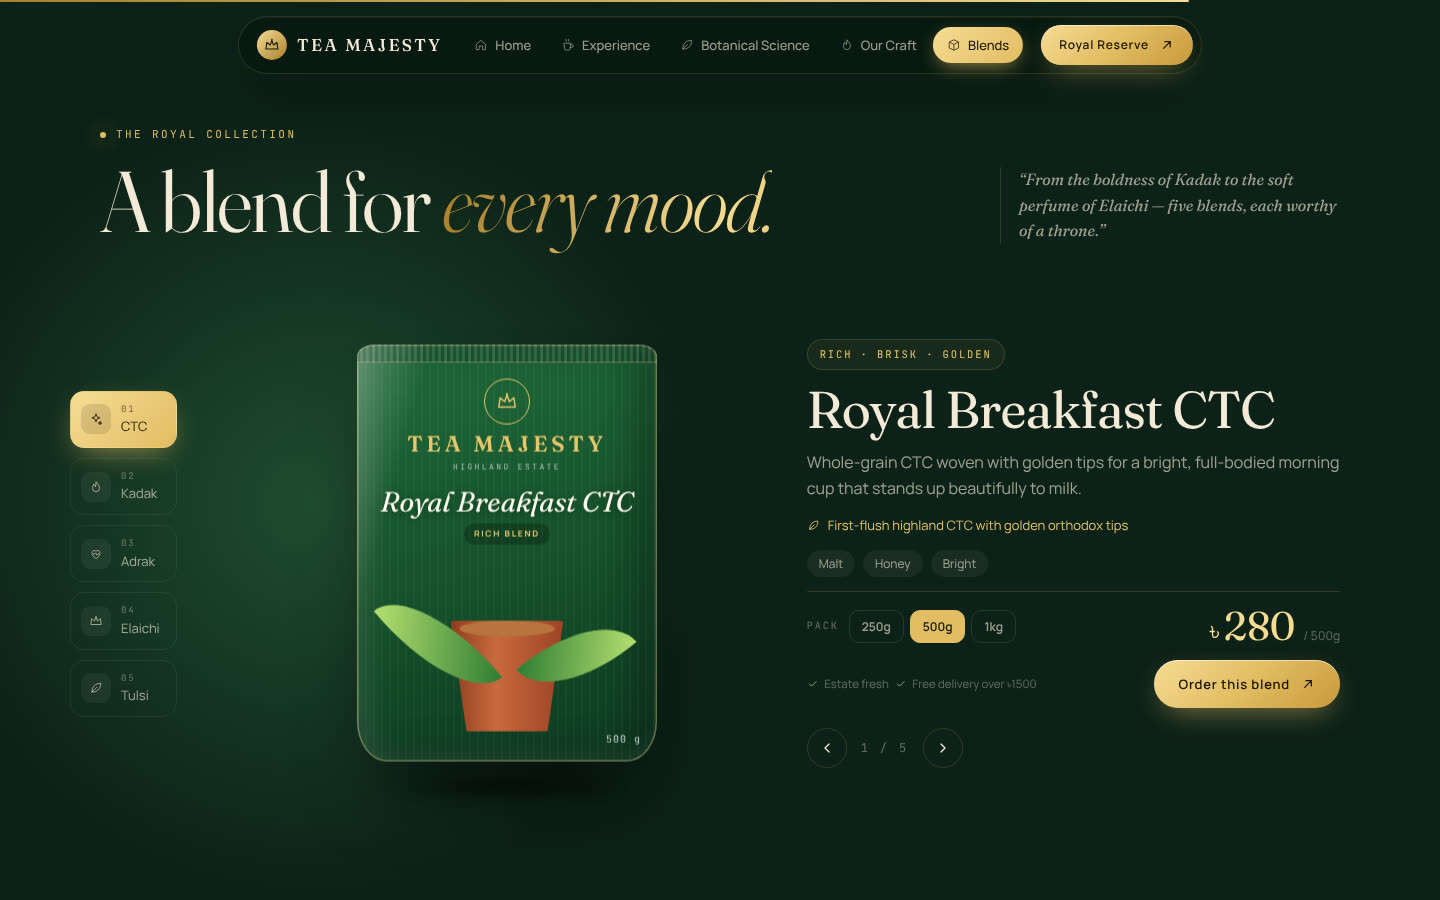 TEA MAJESTY
Home
Experience
Botanical Science
Our Craft
Blends
Royal Reserve
THE ROYAL COLLECTION
A blend for every mood.
“From the boldness of Kadak to the soft
perfume of Elaichi — five blends, each worthy
of a throne.”
01
CTC
02
Kadak
03
Adrak
04
Elaichi
05
Tulsi
TEA MAJESTY
HIGHLAND ESTATE
Royal Breakfast CTC
RICH BLEND
500 g
RICH · BRISK · GOLDEN
Royal Breakfast CTC
Whole-grain CTC woven with golden tips for a bright, full-bodied morning
cup that stands up beautifully to milk.
First-flush highland CTC with golden orthodox tips
Malt
Honey
Bright
PACK
250g
500g
1kg
৳280 / 500g
Estate fresh
Free delivery over ৳1500
Order this blend
1 / 5